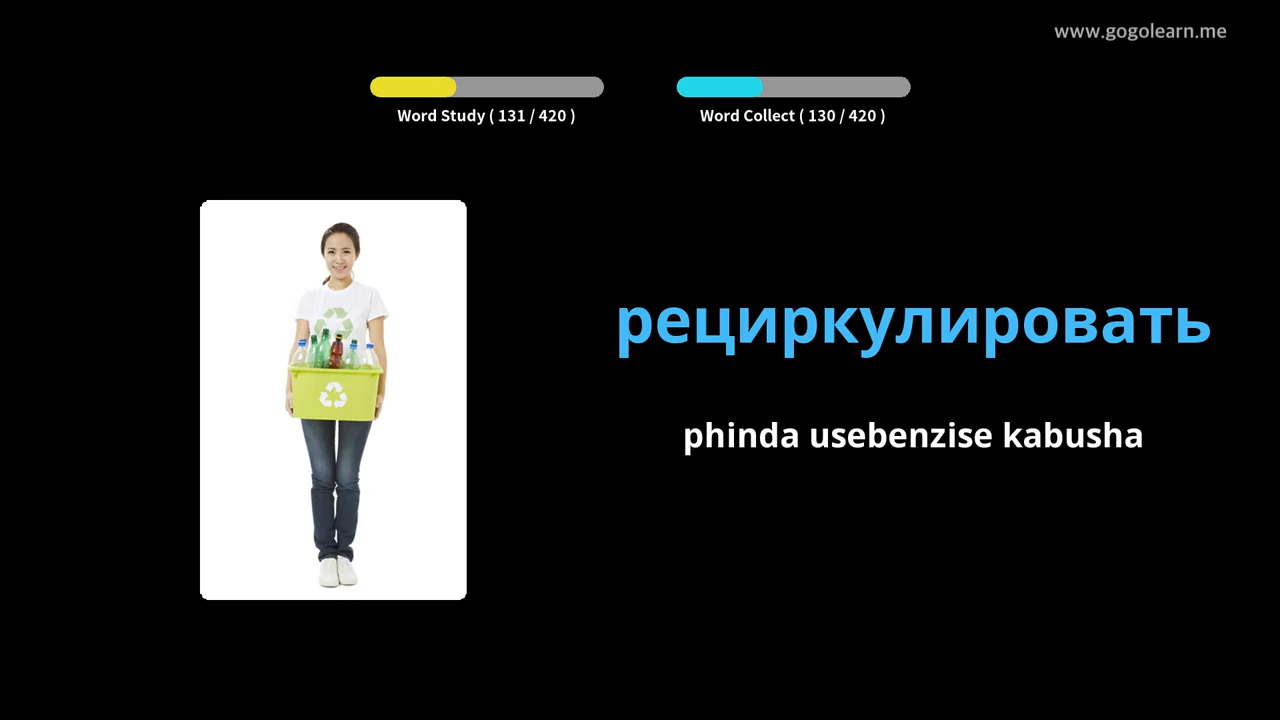 www.gogolearn.me
Word Study ( 131 / 420 )
Word Collect ( 130 / 420 )
рециркулировать
phinda usebenzise kabusha